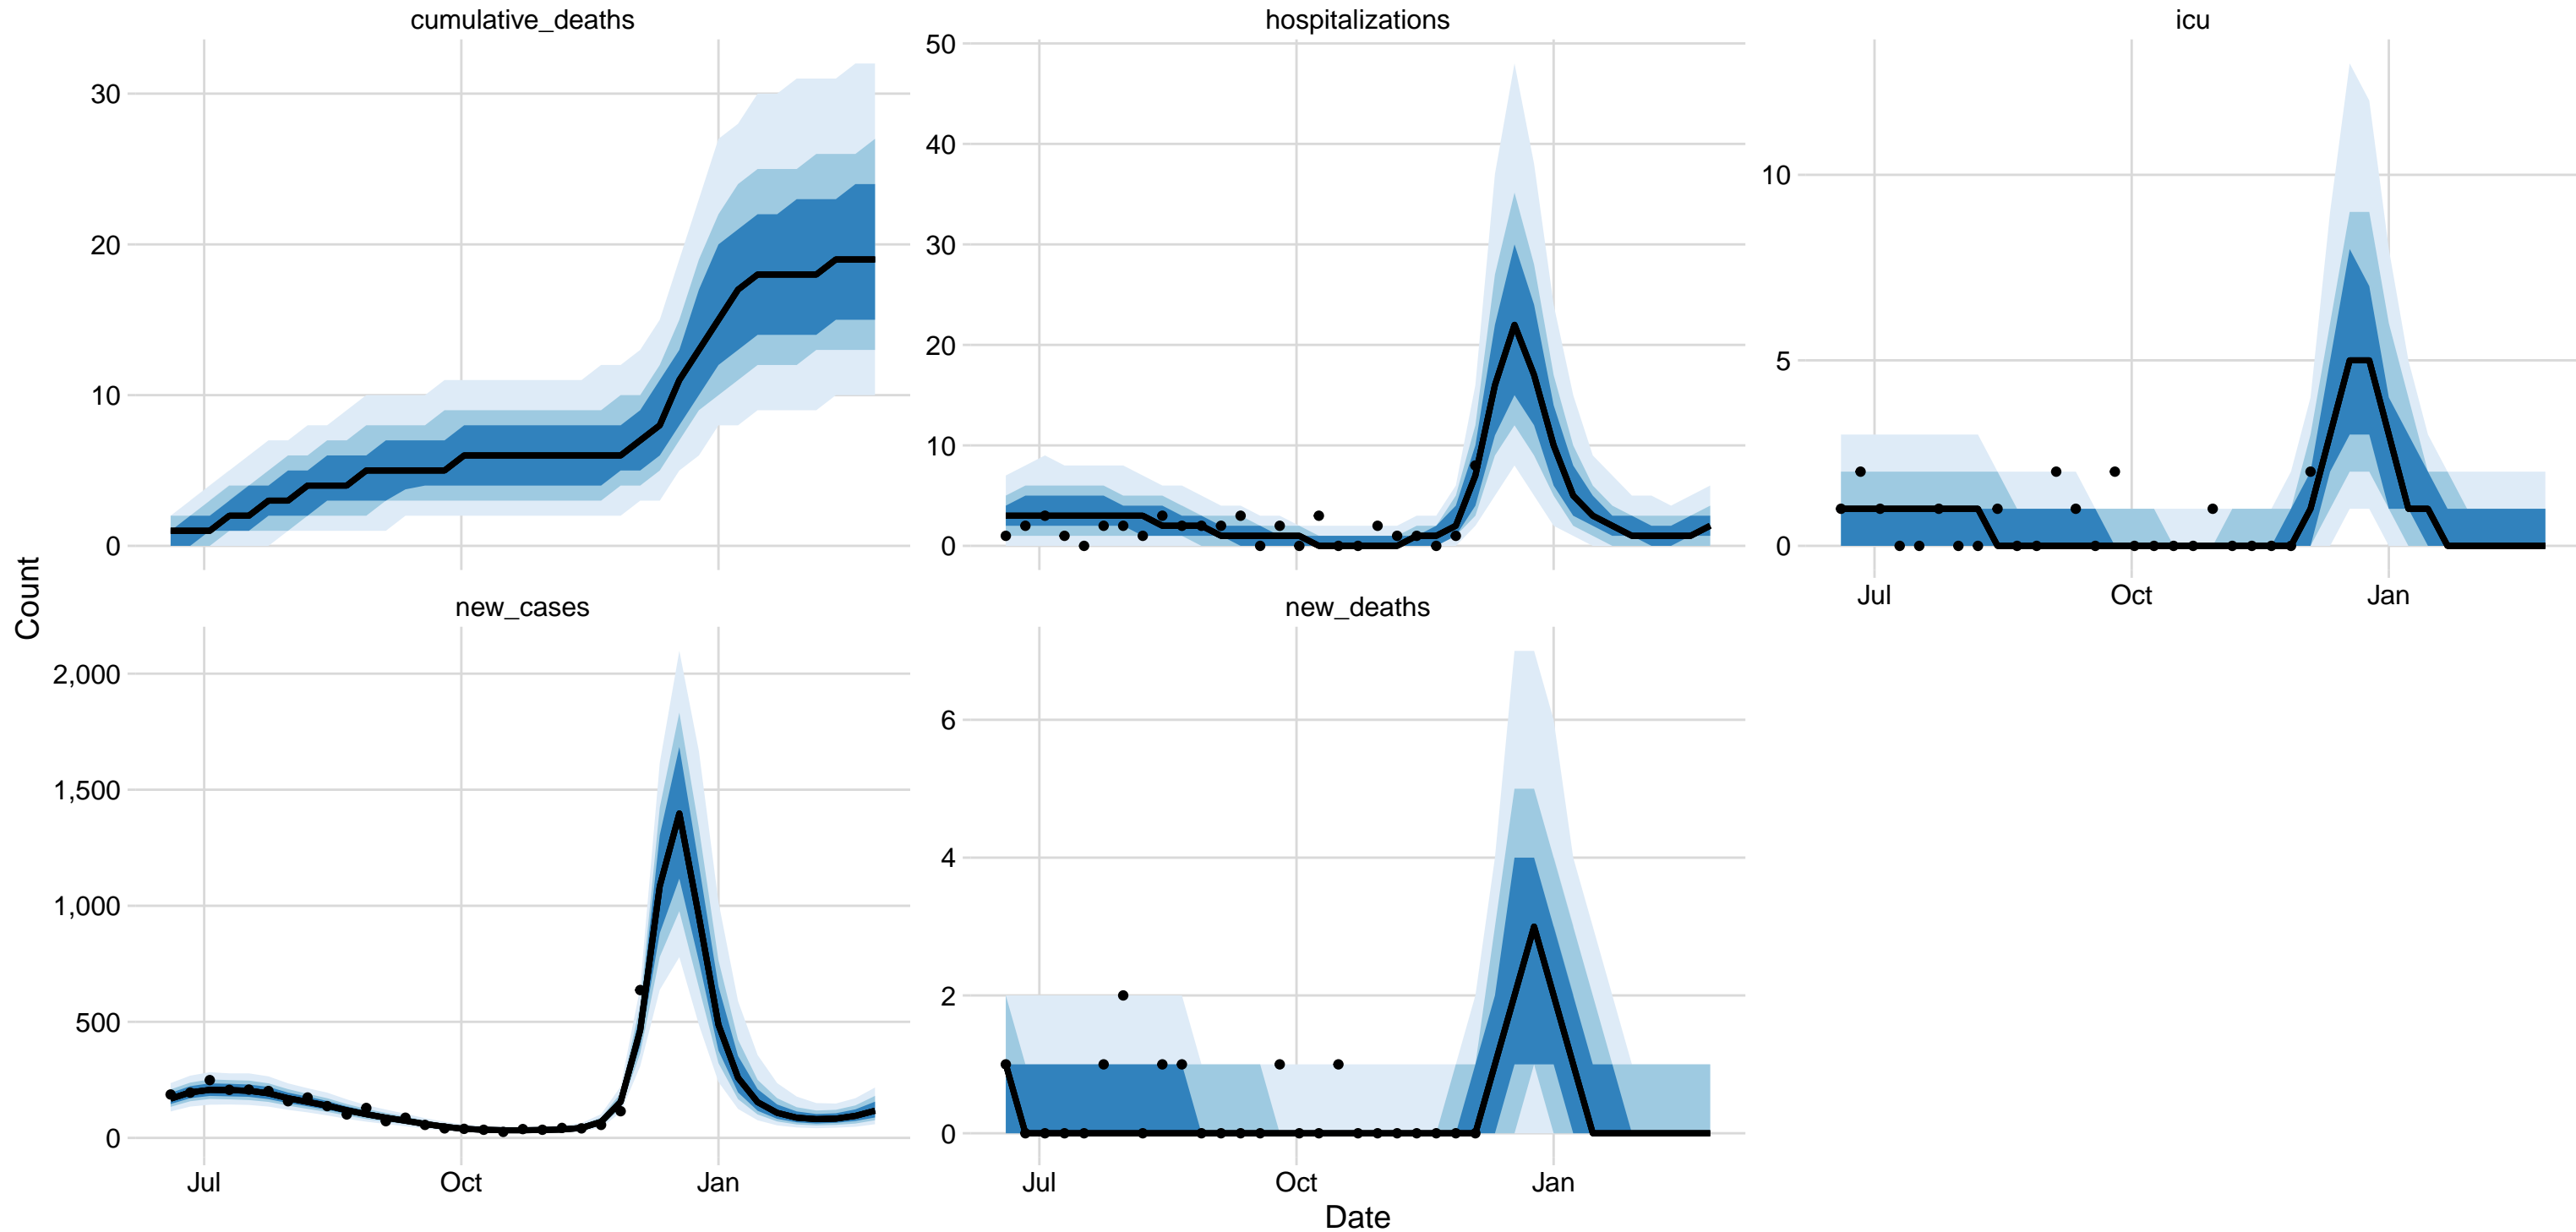 cumulative_deaths
hospitalizations
icu
30
20
10
0
50
40
30
20
10
0
10
5
0
Jul
Oct
Jan
Count
new_cases
new_deaths
2,000
1,500
1,000
500
0
Jul
Oct
Jan
6
4
2
0
Jul
Oct
Jan
Date